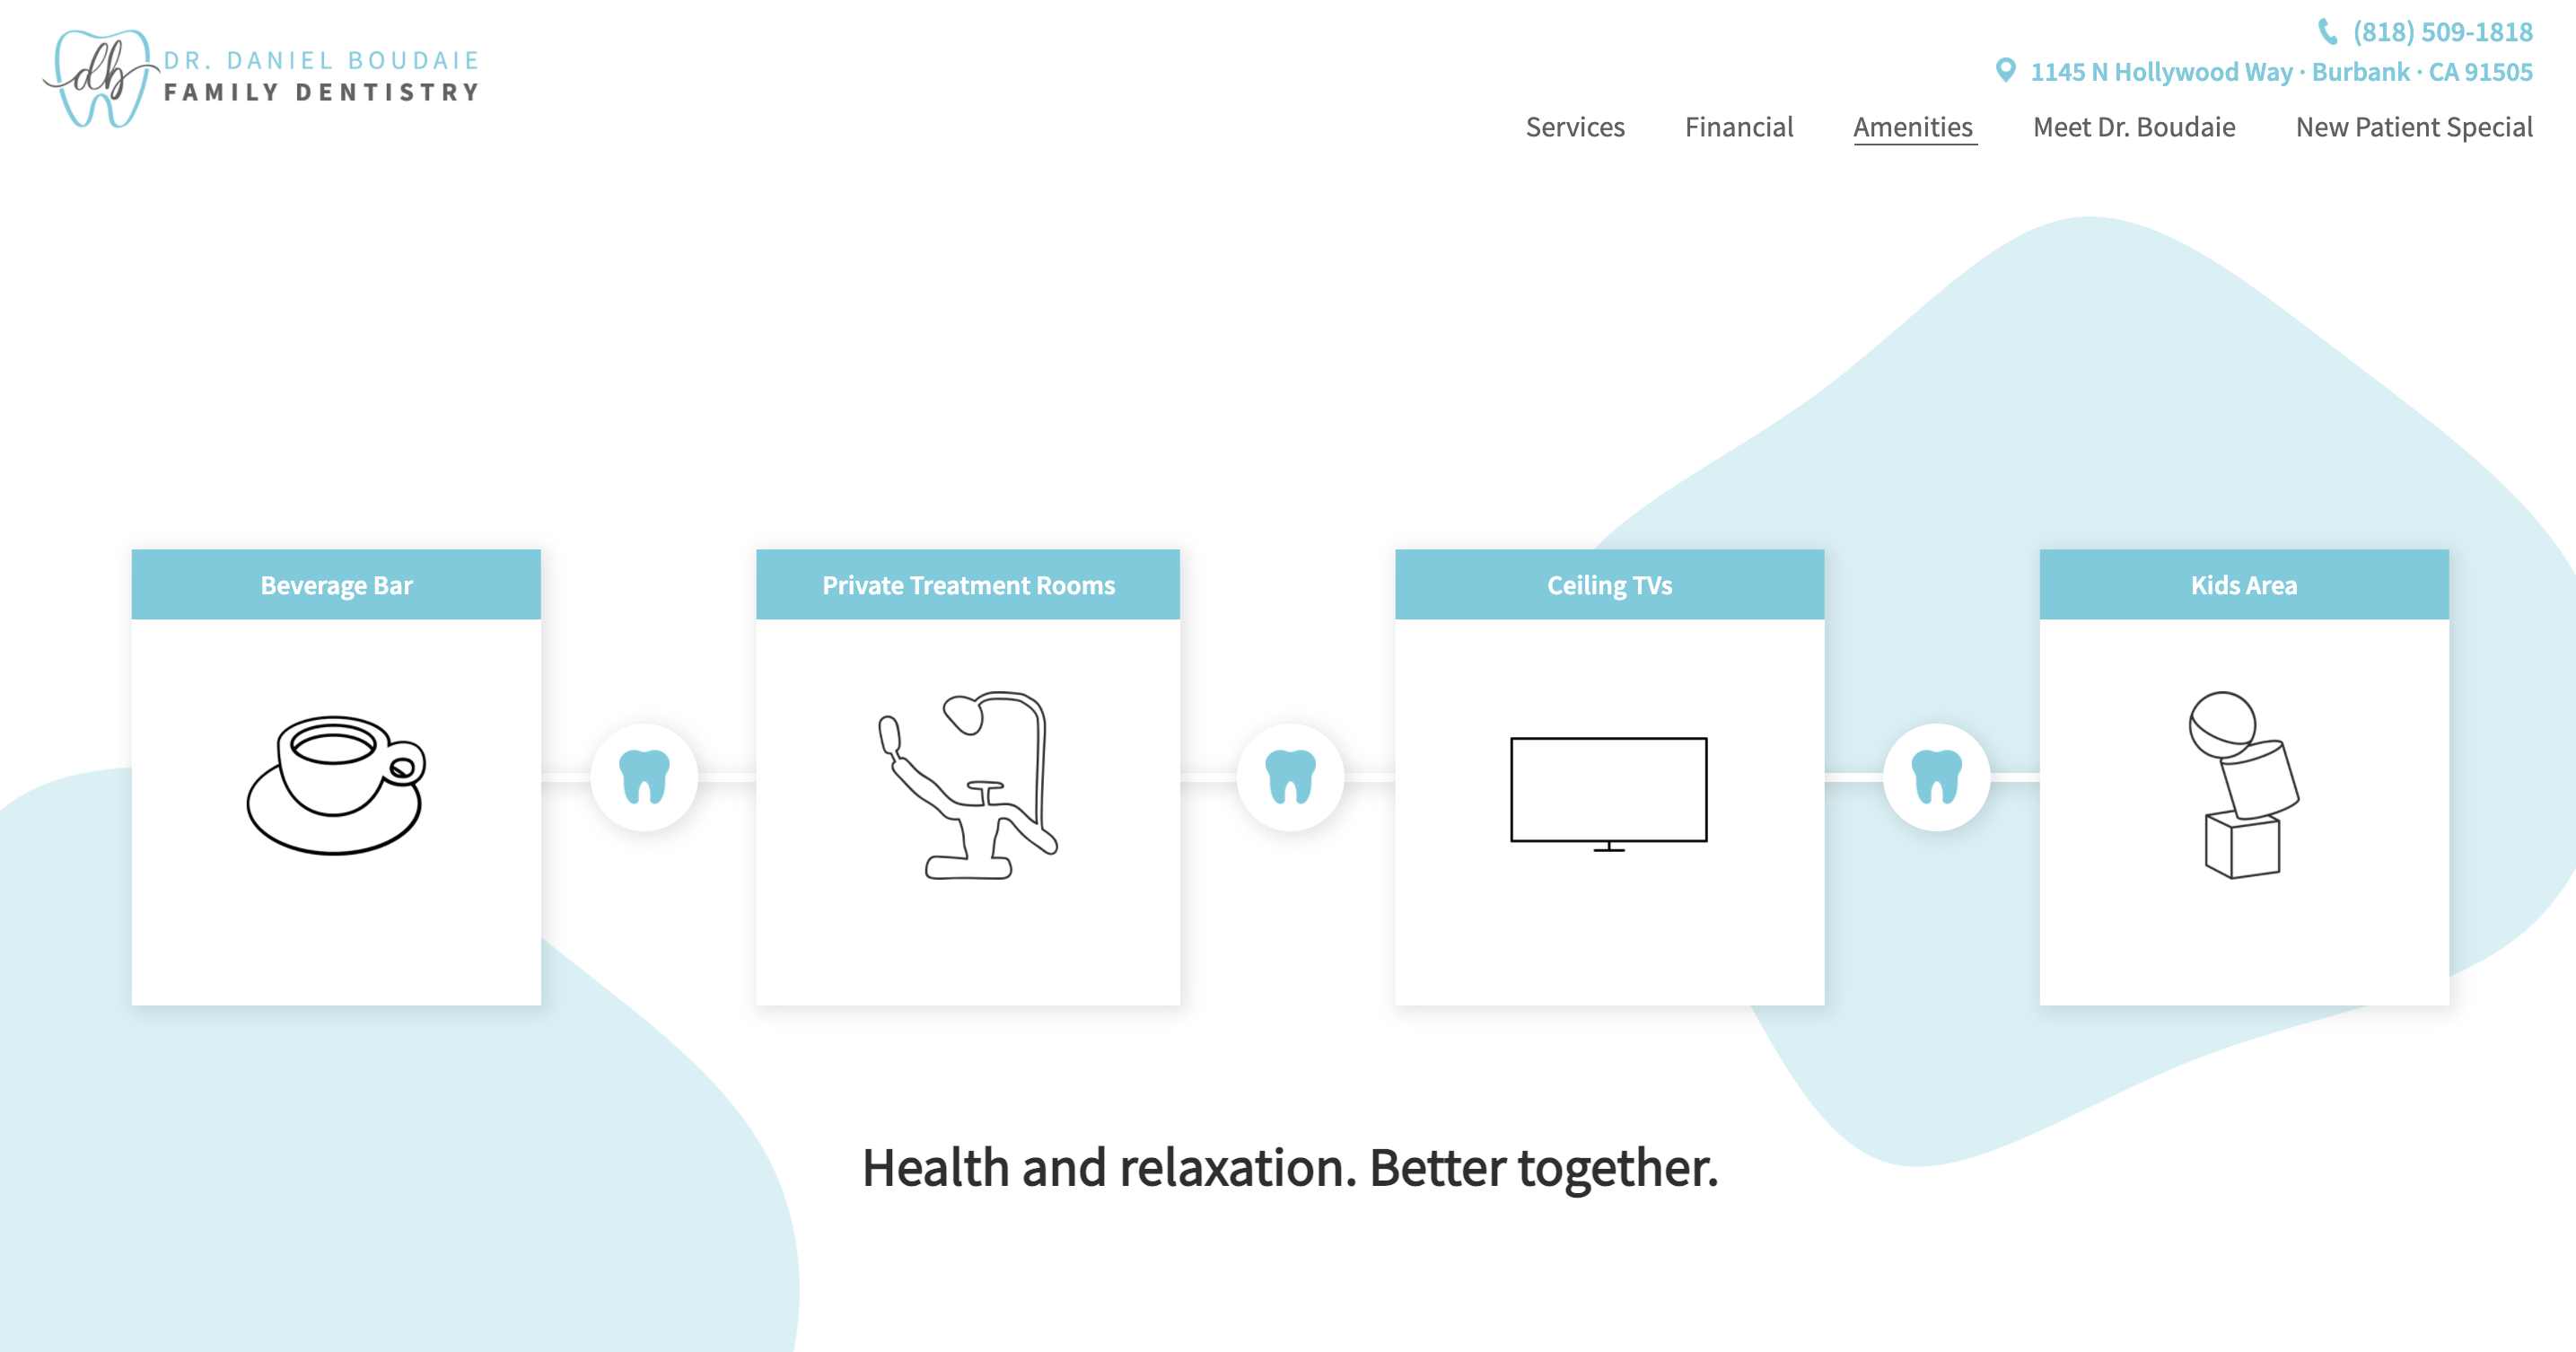 db
DR. DANIEL BOUDAIE
FAMILY DENTISTRY
(818) 509-1818
1145 N Hollywood Way · Burbank · CA 91505
Services Financial Amenities Meet Dr. Boudaie New Patient Special
Beverage Bar
Private Treatment Rooms
Ceiling TVs
Kids Area
Health and relaxation. Better together.